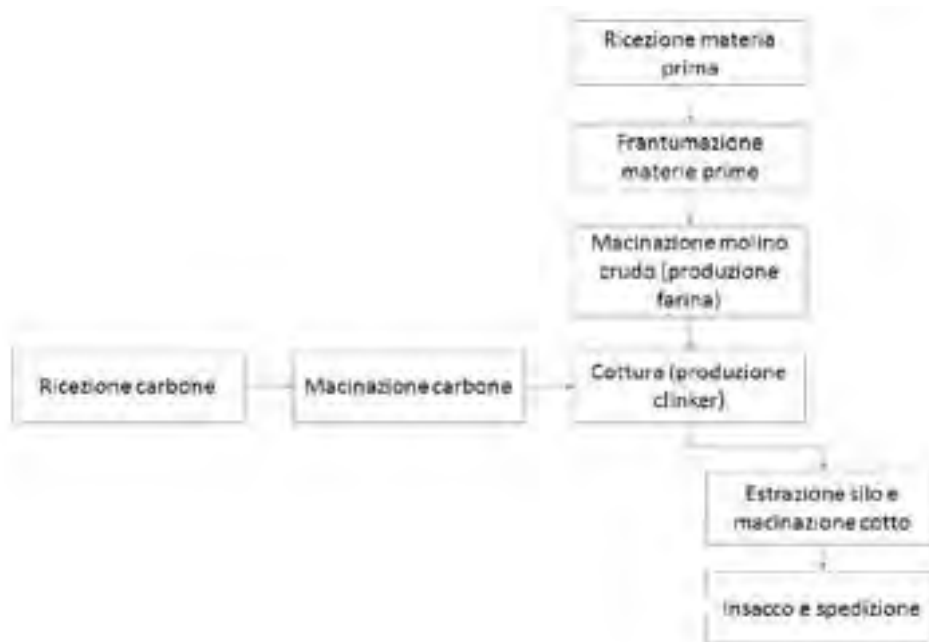 Ricezione materia
prima
Frantumazione
materie prime
Macinazione molino
crudo (produzione
farina)
Ricezione carbone
Macinazione carbone
Cottura (produzione
clinker)
Estrazione silo e
macinazione cotto
Insacco e spedizione